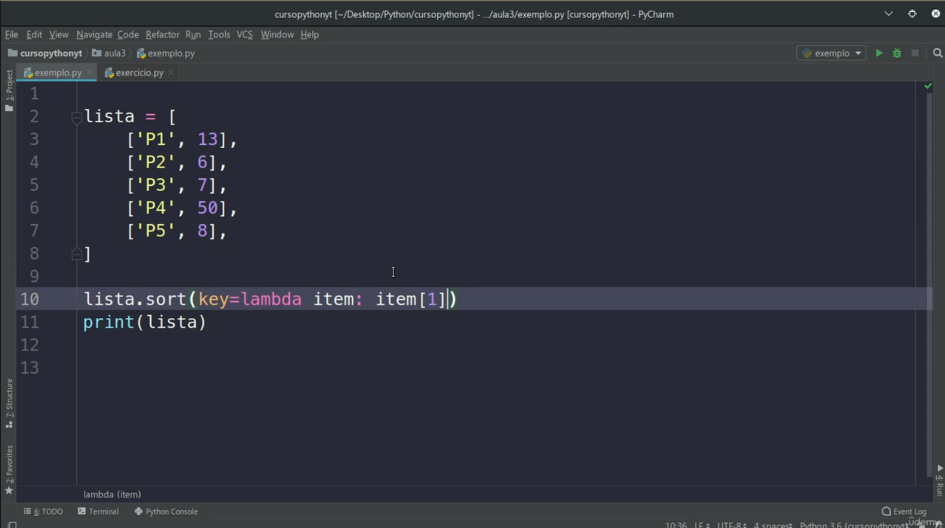 cursopythonyt [~/Desktop/Python/cursopythonyt] - .../aula3/exemplo.py [cursopythonyt] - PyCharm
File Edit View Navigate Code Refactor Run Tools VCS Window Help
cursopythonyt aula3 exemplo.py exemplo
1: Project
exemplo.py exercicio.py
1
2 lista = [
3 ['P1', 13],
4 ['P2', 6],
5 ['P3', 7],
6 ['P4', 50],
7 ['P5', 8],
8 ]
9
10 lista.sort(key=lambda item: item[1])
11 print(lista)
12
13
7: Structure
2: Favorites
4: Run
lambda (item)
6: TODO Terminal Python Console Event Log
10:36 LF UTF-8 4 spaces Python 3.6 (cursopythonyt)
udemy